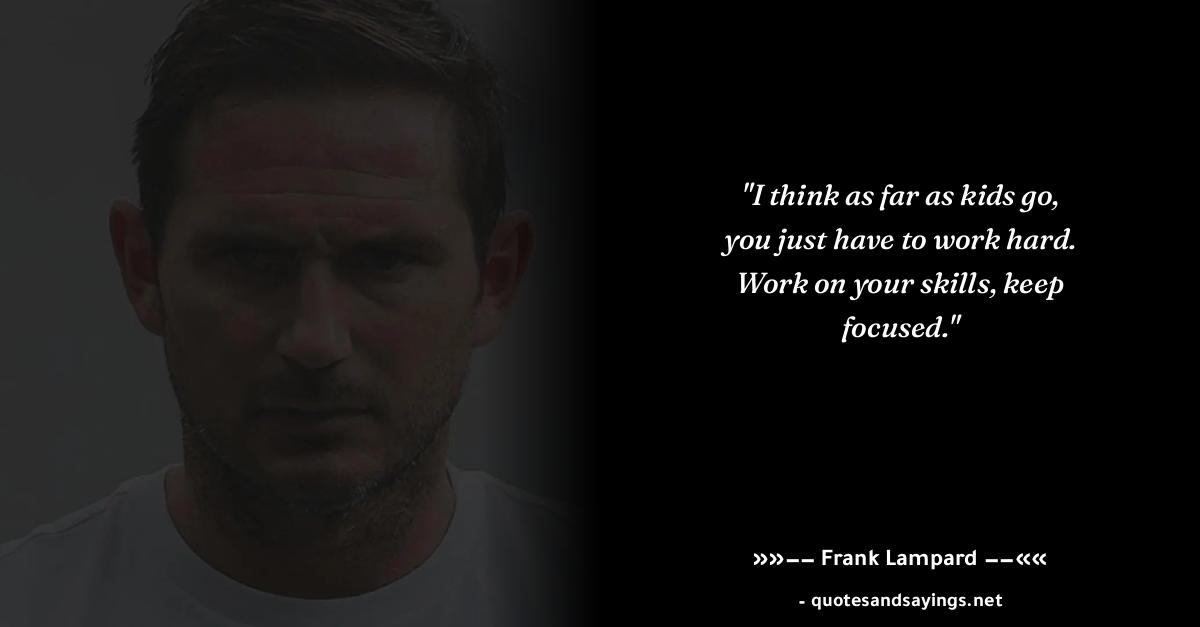 "I think as far as kids go,
you just have to work hard.
Work on your skills, keep
focused."
»»–– Frank Lampard ––««
- quotesandsayings.net